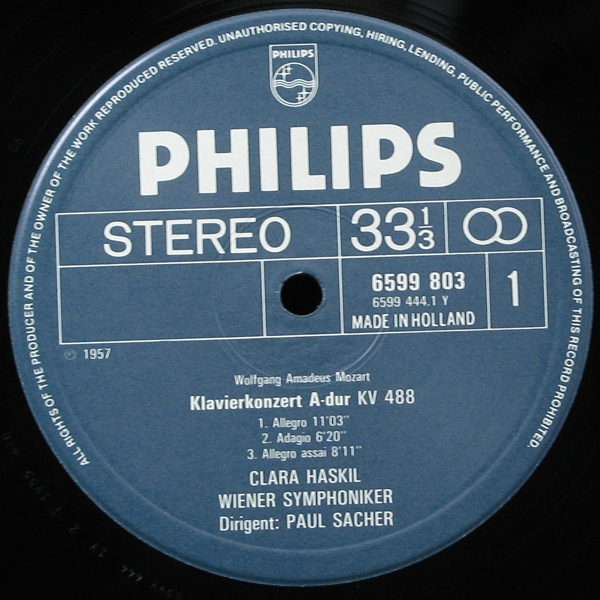 ALL RIGHTS OF THE PRODUCER AND OF THE OWNER OF THE WORK REPRODUCED RESERVED. UNAUTHORISED COPYING, HIRING, LENDING, PUBLIC PERFORMANCE AND BROADCASTING OF THIS RECORD PROHIBITED.
PHILIPS
PHILIPS
STEREO
33⅓
6599 803
6599 444.1 Y
MADE IN HOLLAND
1
℗ 1957
Wolfgang Amadeus Mozart
Klavierkonzert A-dur KV 488
1. Allegro 11'03"
2. Adagio 6'20"
3. Allegro assai 8'11"
CLARA HASKIL
WIENER SYMPHONIKER
Dirigent: PAUL SACHER